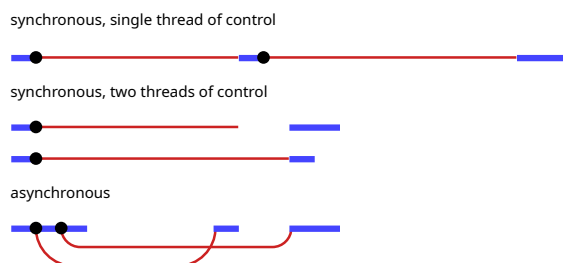 synchronous, single thread of control
synchronous, two threads of control
asynchronous